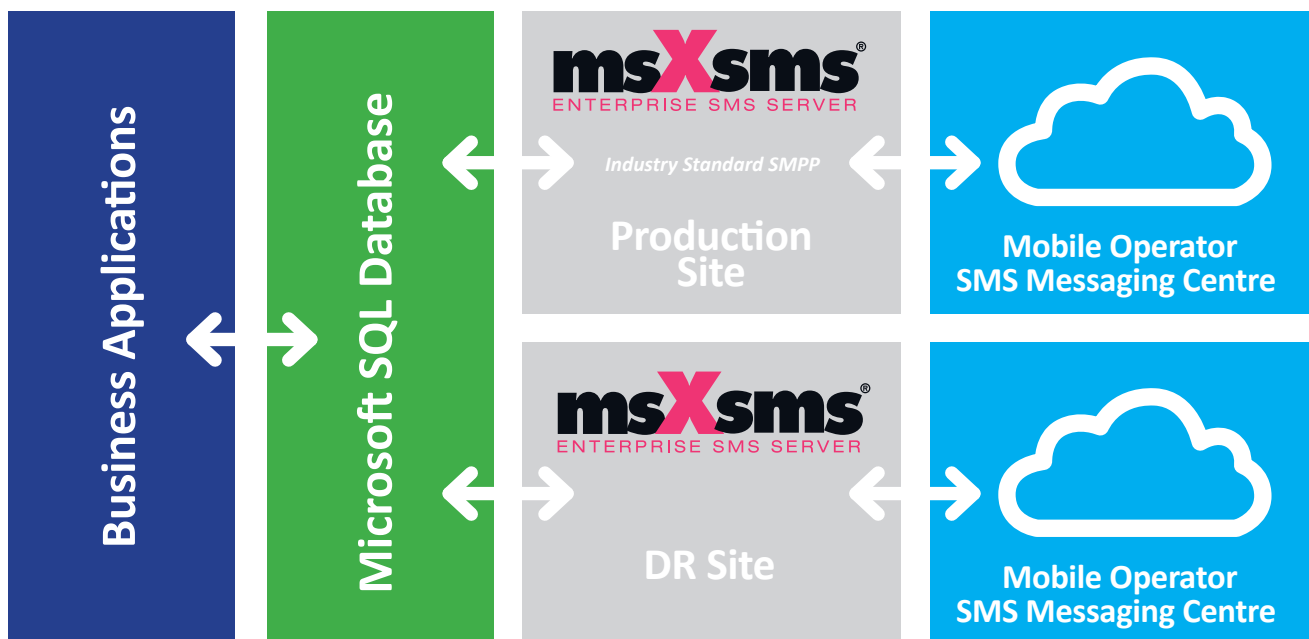 Business Applications
Microsoft SQL Database
msXsms®
ENTERPRISE SMS SERVER
Industry Standard SMPP
Production
Site
Mobile Operator
SMS Messaging Centre
msXsms®
ENTERPRISE SMS SERVER
DR Site
Mobile Operator
SMS Messaging Centre